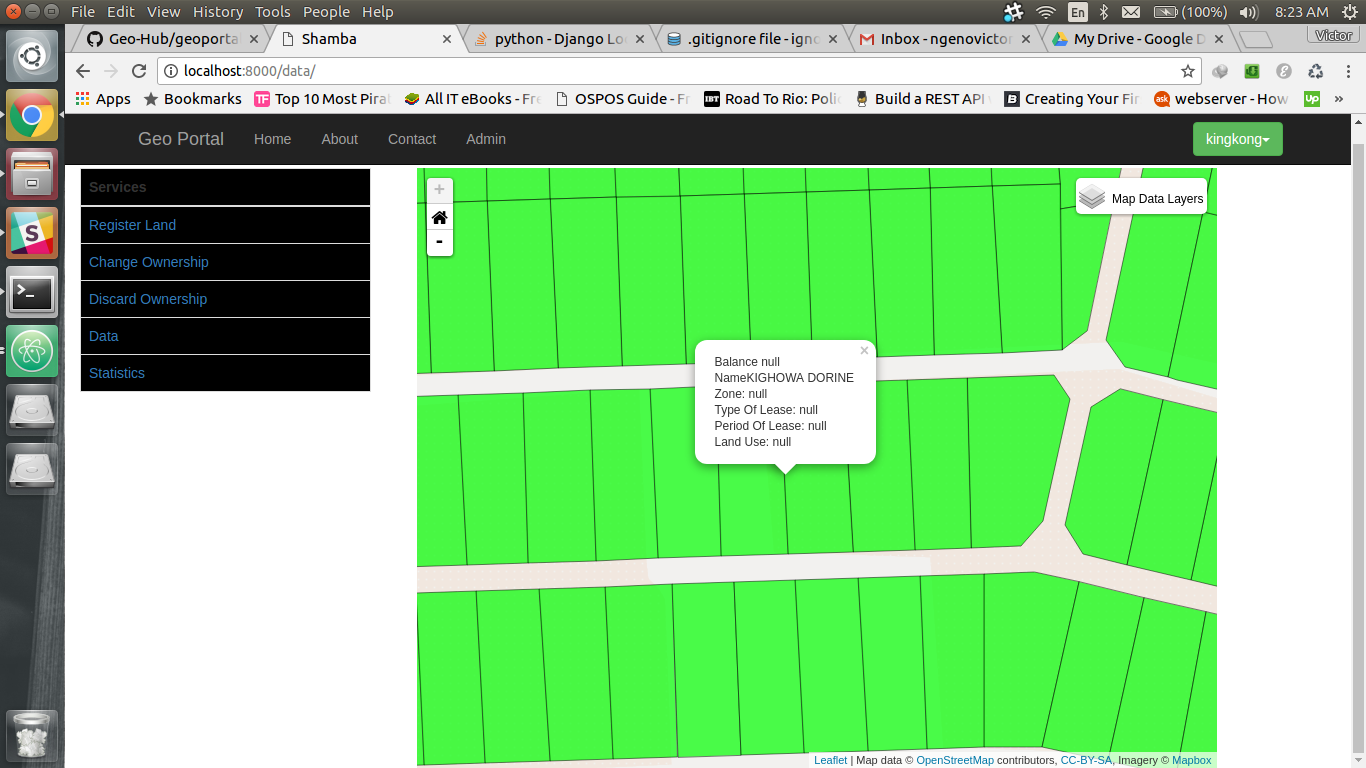 File Edit View History Tools People Help
En (100%) 8:23 AM
Geo-Hub/geoporta
Shamba
python - Django Lo
.gitignore file - igno
Inbox - ngenovictor
My Drive - Google D
Victor
localhost:8000/data/
Apps
Bookmarks
Top 10 Most Pira
All IT eBooks - Fre
OSPOS Guide - Fr
Road To Rio: Poli
Build a REST API
Creating Your Fir
webserver - How
Up
»
Geo Portal Home About Contact Admin kingkong
Services
Register Land
Change Ownership
Discard Ownership
Data
Statistics
+
-
Map Data Layers
×
Balance null
NameKIGHOWA DORINE
Zone: null
Type Of Lease: null
Period Of Lease: null
Land Use: null
Leaflet | Map data © OpenStreetMap contributors, CC-BY-SA, Imagery © Mapbox